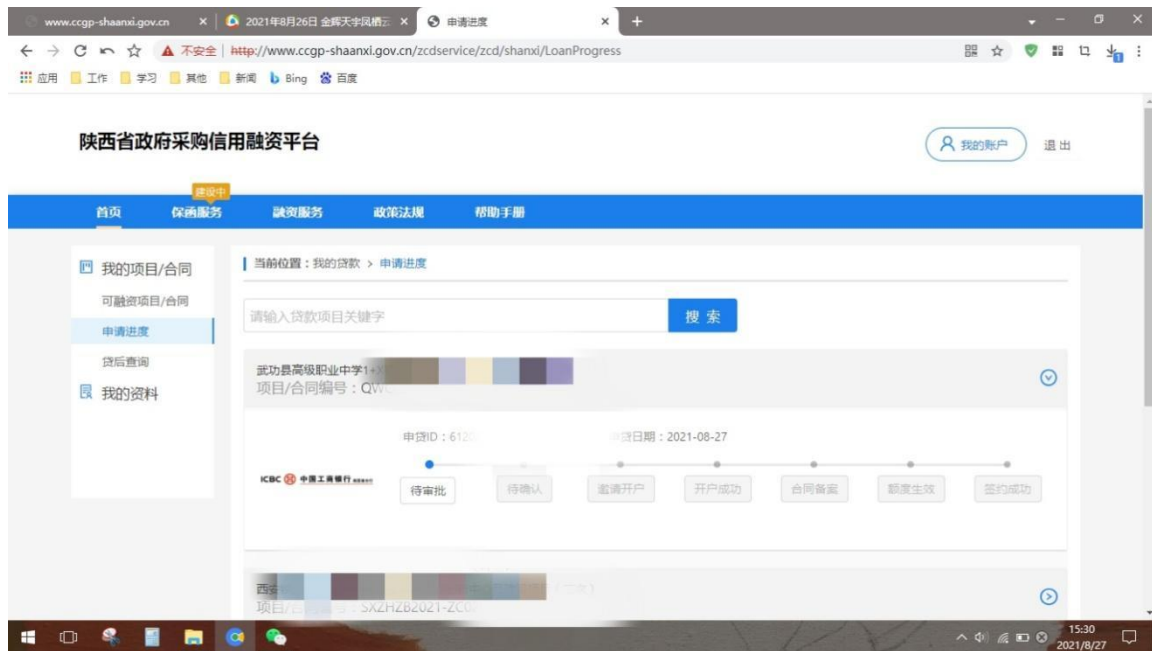 www.ccgp-shaanxi.gov.cn
2021年8月26日 金辉天宇凤栖云
申请进度
不安全 | http://www.ccgp-shaanxi.gov.cn/zcdservice/zcd/shanxi/LoanProgress
应用 工作 学习 其他 新闻 Bing 百度
陕西省政府采购信用融资平台
我的账户 退出
建设中
首页 保函服务 融资服务 政策法规 帮助手册
我的项目/合同
可融资项目/合同
申请进度
贷后查询
我的资料
当前位置：我的贷款 > 申请进度
请输入贷款项目关键字
搜索
武功县高级职业中学1+X
项目/合同编号：QW
申贷ID：612
申贷日期：2021-08-27
ICBC 中国工商银行
待审批 待确认 邀请开户 开户成功 合同备案 额度生效 签约成功
西安
项目/ 号：SXZHZB2021-ZC0
15:30
2021/8/27